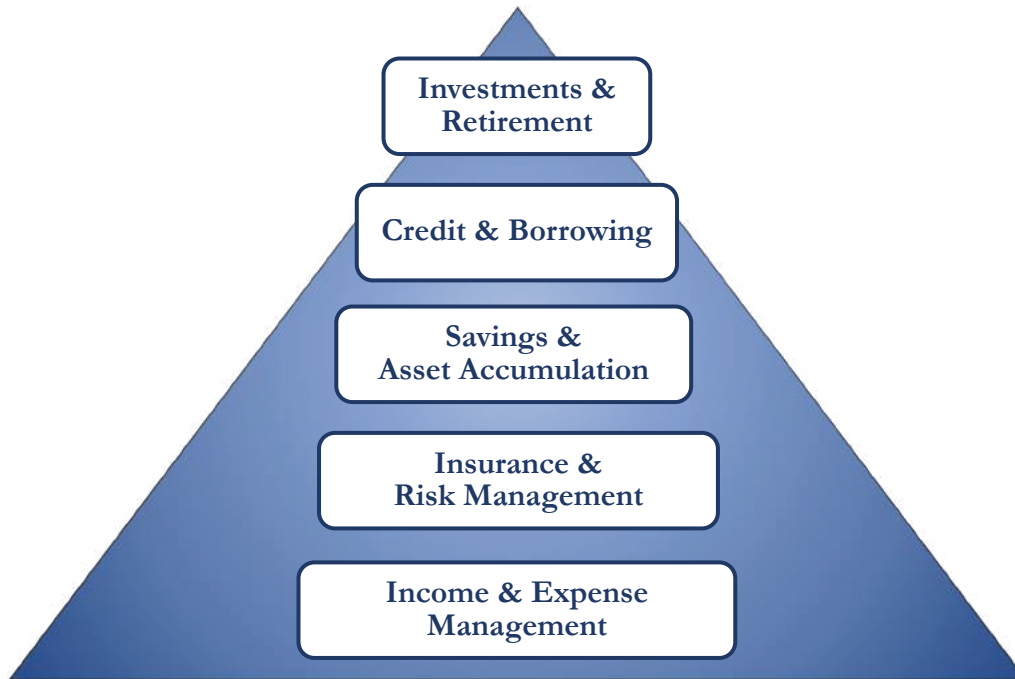 Investments &
Retirement
Credit & Borrowing
Savings &
Asset Accumulation
Insurance &
Risk Management
Income & Expense
Management